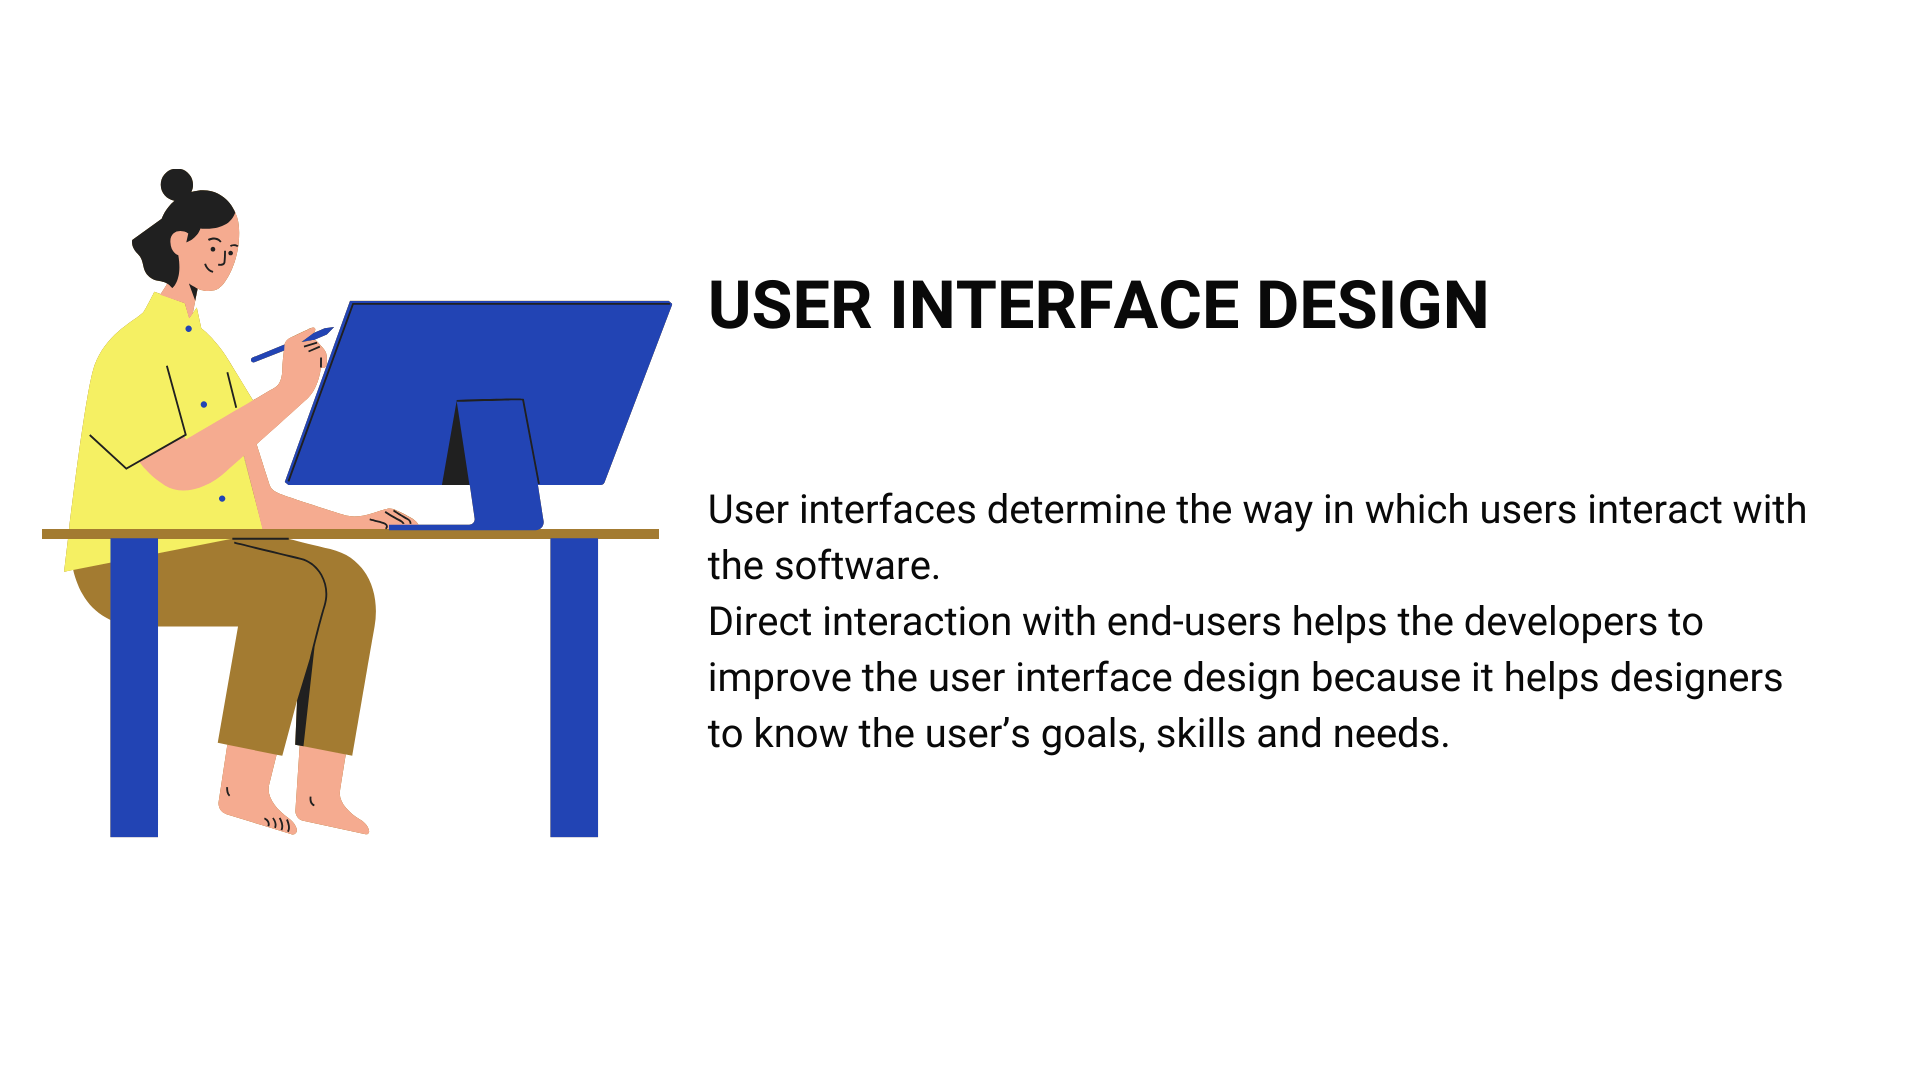 USER INTERFACE DESIGN
User interfaces determine the way in which users interact with
the software.
Direct interaction with end-users helps the developers to
improve the user interface design because it helps designers
to know the user’s goals, skills and needs.